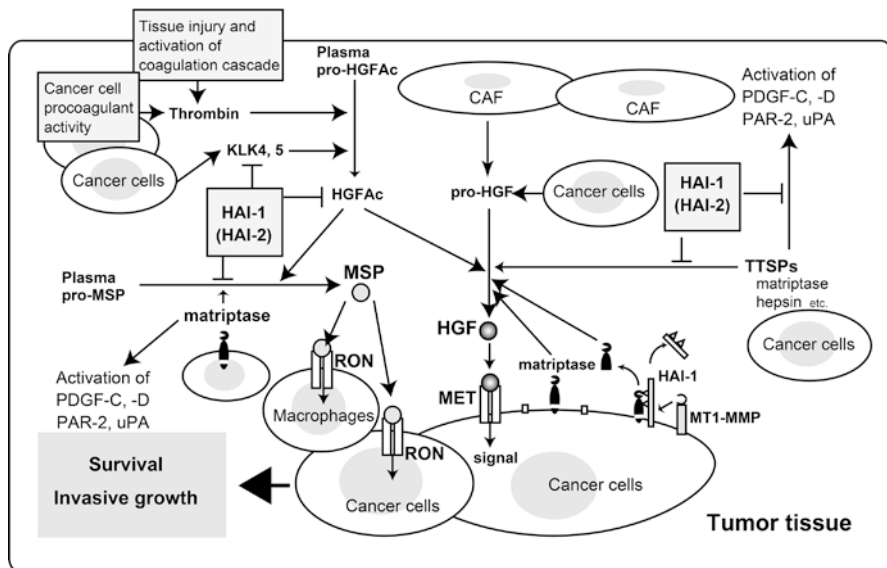 Tissue injury and
activation of
coagulation cascade
Cancer cell
procoagulant
activity
Thrombin
KLK4, 5
Cancer cells
Plasma
pro-HGFAc
HGFAc
HAI-1
(HAI-2)
Plasma
pro-MSP
MSP
matriptase
Activation of
PDGF-C, -D
PAR-2, uPA
Survival
Invasive growth
RON
Macrophages
RON
Cancer cells
CAF
CAF
pro-HGF
Cancer cells
Activation of
PDGF-C, -D
PAR-2, uPA
HAI-1
(HAI-2)
TTSPs
matriptase
hepsin etc.
Cancer cells
HGF
matriptase
HAI-1
MET
MT1-MMP
signal
Cancer cells
Tumor tissue